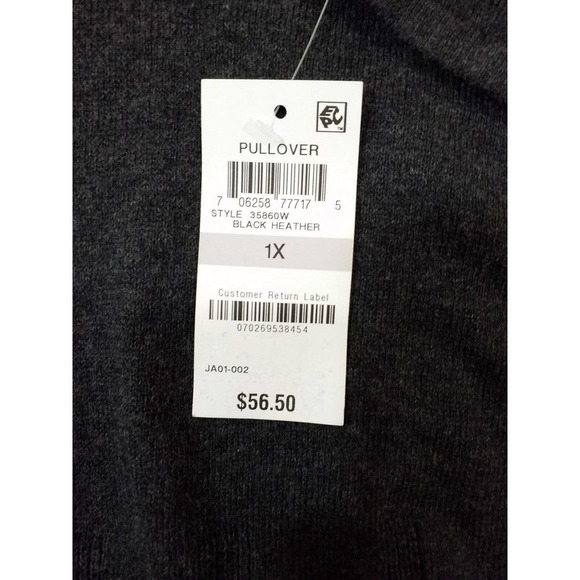 PULLOVER
7 06258 77717 5
STYLE 35860W
BLACK HEATHER
1X
Customer Return Label
070269538454
JA01-002
$56.50